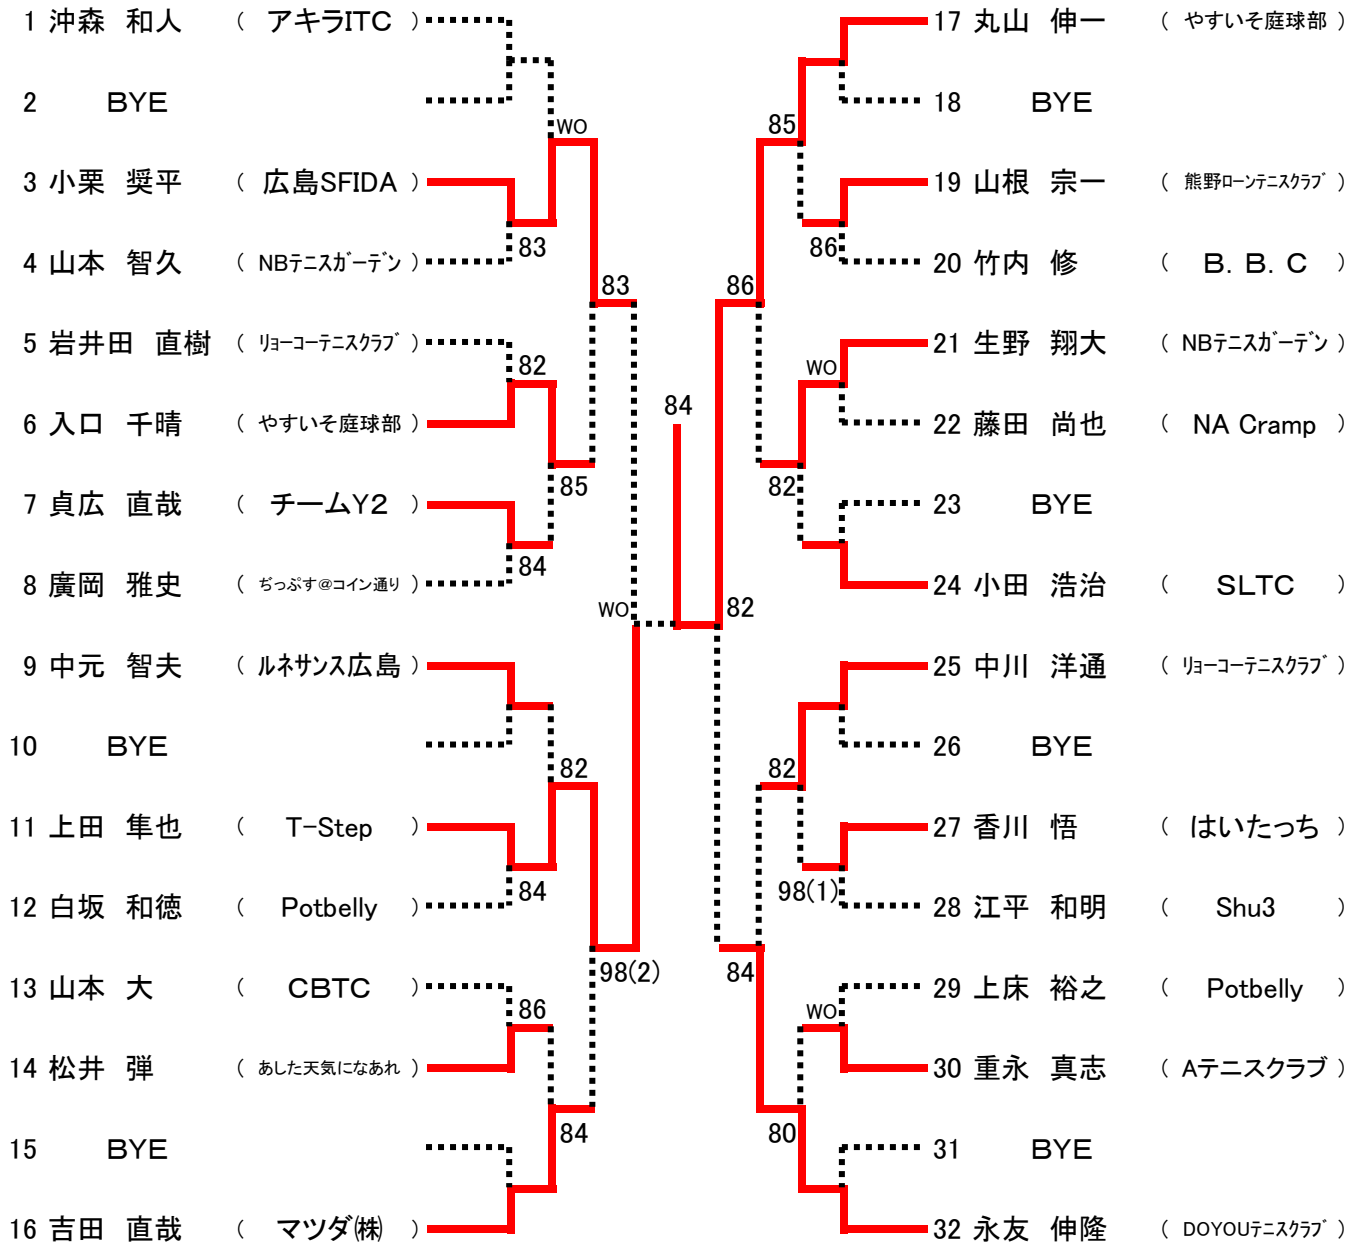 1 沖森 和人 ( アキラITC )
2 BYE
WO
3 小栗 奨平 ( 広島SFIDA )
83
4 山本 智久 ( NBテニスガーデン )
83
5 岩井田 直樹 ( リョーコーテニスクラブ )
82
6 入口 千晴 ( やすいそ庭球部 )
85
7 貞広 直哉 ( チームY2 )
84
8 廣岡 雅史 ( ぢっぷす@コイン通り )
WO
9 中元 智夫 ( ルネサンス広島 )
10 BYE
82
11 上田 隼也 ( T-Step )
84
12 白坂 和徳 ( Potbelly )
98(2)
13 山本 大 ( CBTC )
86
14 松井 弾 ( あした天気になあれ )
84
15 BYE
16 吉田 直哉 ( マツダ㈱ )
84
17 丸山 伸一 ( やすいそ庭球部 )
18 BYE
85
19 山根 宗一 ( 熊野ローンテニスクラブ )
86
20 竹内 修 ( B. B. C )
86
21 生野 翔大 ( NBテニスガーデン )
WO
22 藤田 尚也 ( NA Cramp )
82
23 BYE
24 小田 浩治 ( SLTC )
82
25 中川 洋通 ( リョーコーテニスクラブ )
26 BYE
82
27 香川 悟 ( はいたっち )
98(1)
28 江平 和明 ( Shu3 )
84
29 上床 裕之 ( Potbelly )
WO
30 重永 真志 ( Aテニスクラブ )
80
31 BYE
32 永友 伸隆 ( DOYOUテニスクラブ )